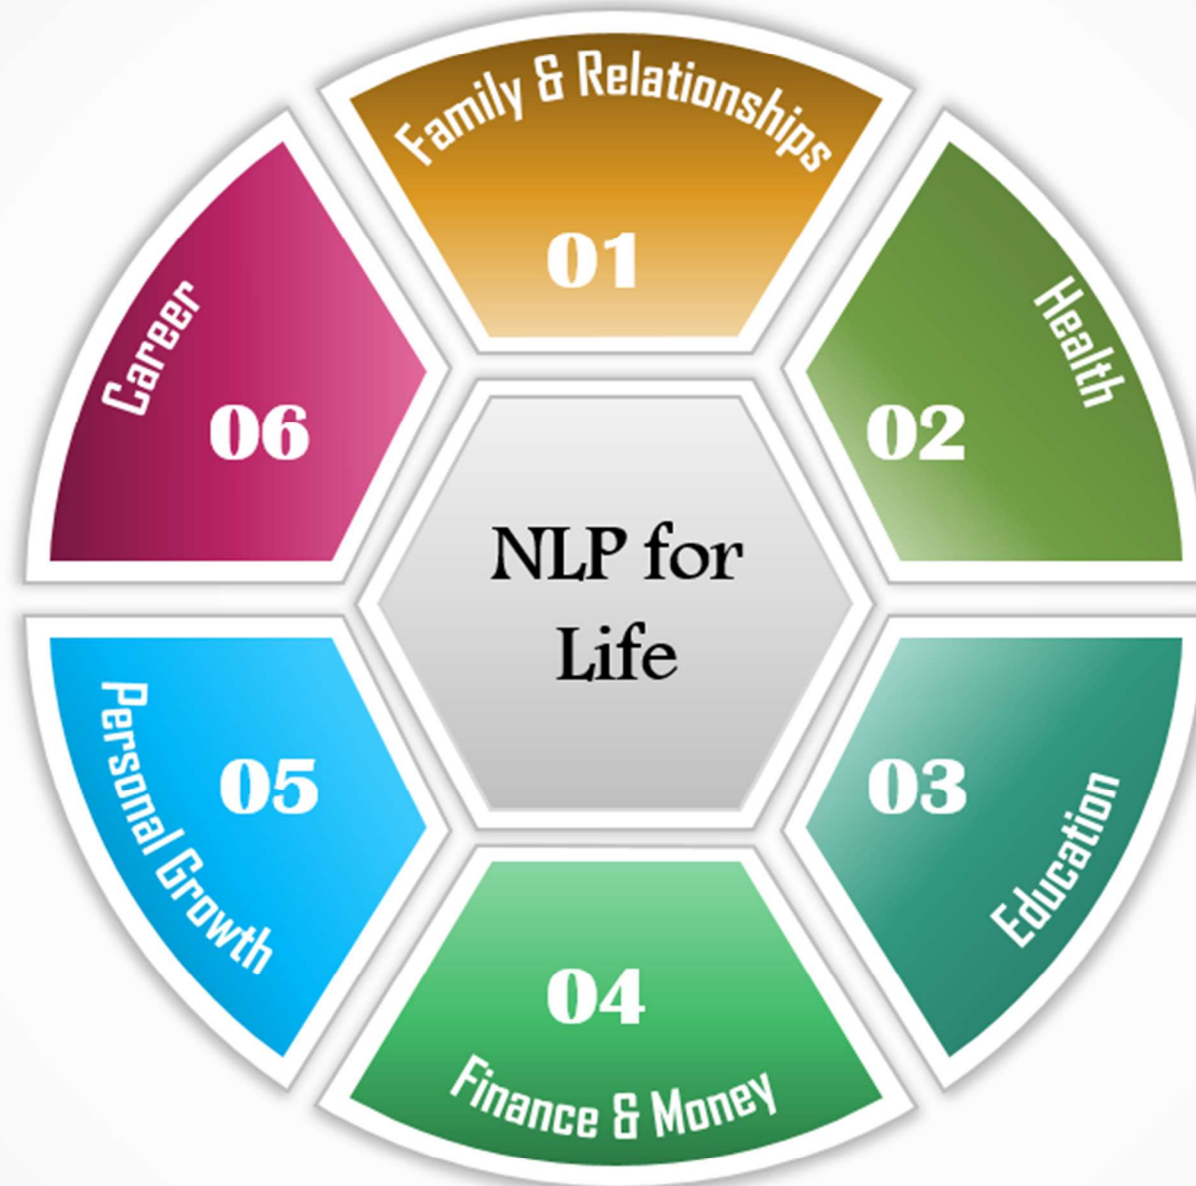 Family & Relationships
01
Health
02
03
Education
04
Finance & Money
05
Personal Growth
Career
06
NLP for
Life